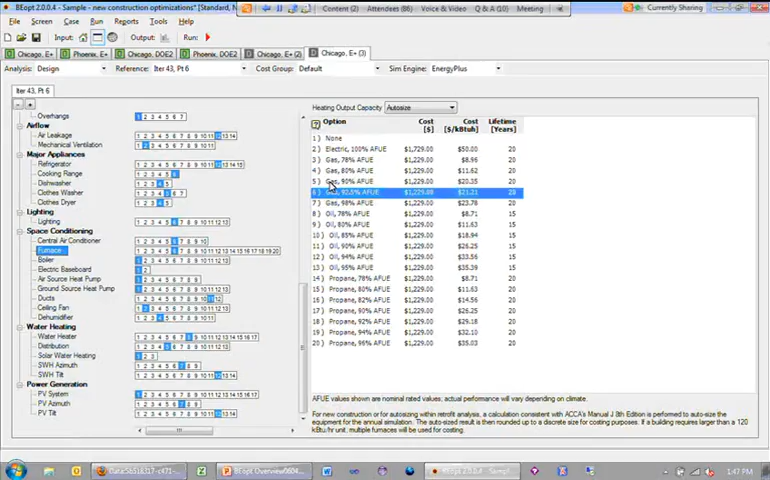 BEopt 2.0.0.4 - Sample - new construction optimizations* [Standard, N
Content (2) Attendees (86) Voice & Video Q & A (10) Meeting
Currently Sharing
File Screen Case Run Reports Tools Help
Input: Output: Run:
Chicago, E+ Phoenix, E+ Chicago, DOE2 Phoenix, DOE2 Chicago, E+ (2) Chicago, E+ (3)
Analysis: Design Reference: Iter 43, Pt 6 Cost Group: Default Sim Engine: EnergyPlus
Iter 43, Pt 6
Overhangs
Airflow
Air Leakage
Mechanical Ventilation
Major Appliances
Refrigerator
Cooking Range
Dishwasher
Clothes Washer
Clothes Dryer
Lighting
Lighting
Space Conditioning
Central Air Conditioner
Furnace
Boiler
Electric Baseboard
Air Source Heat Pump
Ground Source Heat Pump
Ducts
Ceiling Fan
Dehumidifier
Water Heating
Water Heater
Distribution
Solar Water Heating
SWH Azimuth
SWH Tilt
Power Generation
PV System
PV Azimuth
PV Tilt
Heating Output Capacity Autosize
Option Cost [$] Cost [$/kBtuh] Lifetime [Years]
1 ) None
2 ) Electric, 100% AFUE $1,729.00 $50.00 20
3 ) Gas, 78% AFUE $1,229.00 $8.96 20
4 ) Gas, 80% AFUE $1,229.00 $11.62 20
5 ) Gas, 90% AFUE $1,229.00 $20.35 20
6 ) Gas, 92.5% AFUE $1,229.00 $21.21 20
7 ) Gas, 98% AFUE $1,229.00 $23.78 20
8 ) Oil, 78% AFUE $1,229.00 $8.71 15
9 ) Oil, 80% AFUE $1,229.00 $11.63 15
10 ) Oil, 85% AFUE $1,229.00 $18.94 15
11 ) Oil, 90% AFUE $1,229.00 $26.25 15
12 ) Oil, 94% AFUE $1,229.00 $33.56 15
13 ) Oil, 95% AFUE $1,229.00 $35.39 15
14 ) Propane, 78% AFUE $1,229.00 $8.71 20
15 ) Propane, 80% AFUE $1,229.00 $11.63 20
16 ) Propane, 82% AFUE $1,229.00 $14.56 20
17 ) Propane, 90% AFUE $1,229.00 $26.25 20
18 ) Propane, 92% AFUE $1,229.00 $29.18 20
19 ) Propane, 94% AFUE $1,229.00 $32.10 20
20 ) Propane, 96% AFUE $1,229.00 $35.03 20
AFUE values shown are nominal rated values; actual performance will vary depending on climate.
For new construction or for autosizing within retrofit analysis, a calculation consistent with ACCA's Manual J 8th Edition is performed to auto-size the
equipment for the annual simulation. The autosized result is then rounded up to a discrete size for costing purposes. If a building requires larger than a 120
kBtu/hr unit, multiple furnaces will be used for costing.
BEopt Overview0604...
BEopt 2.0.0.4 - Sampl...
1:47 PM